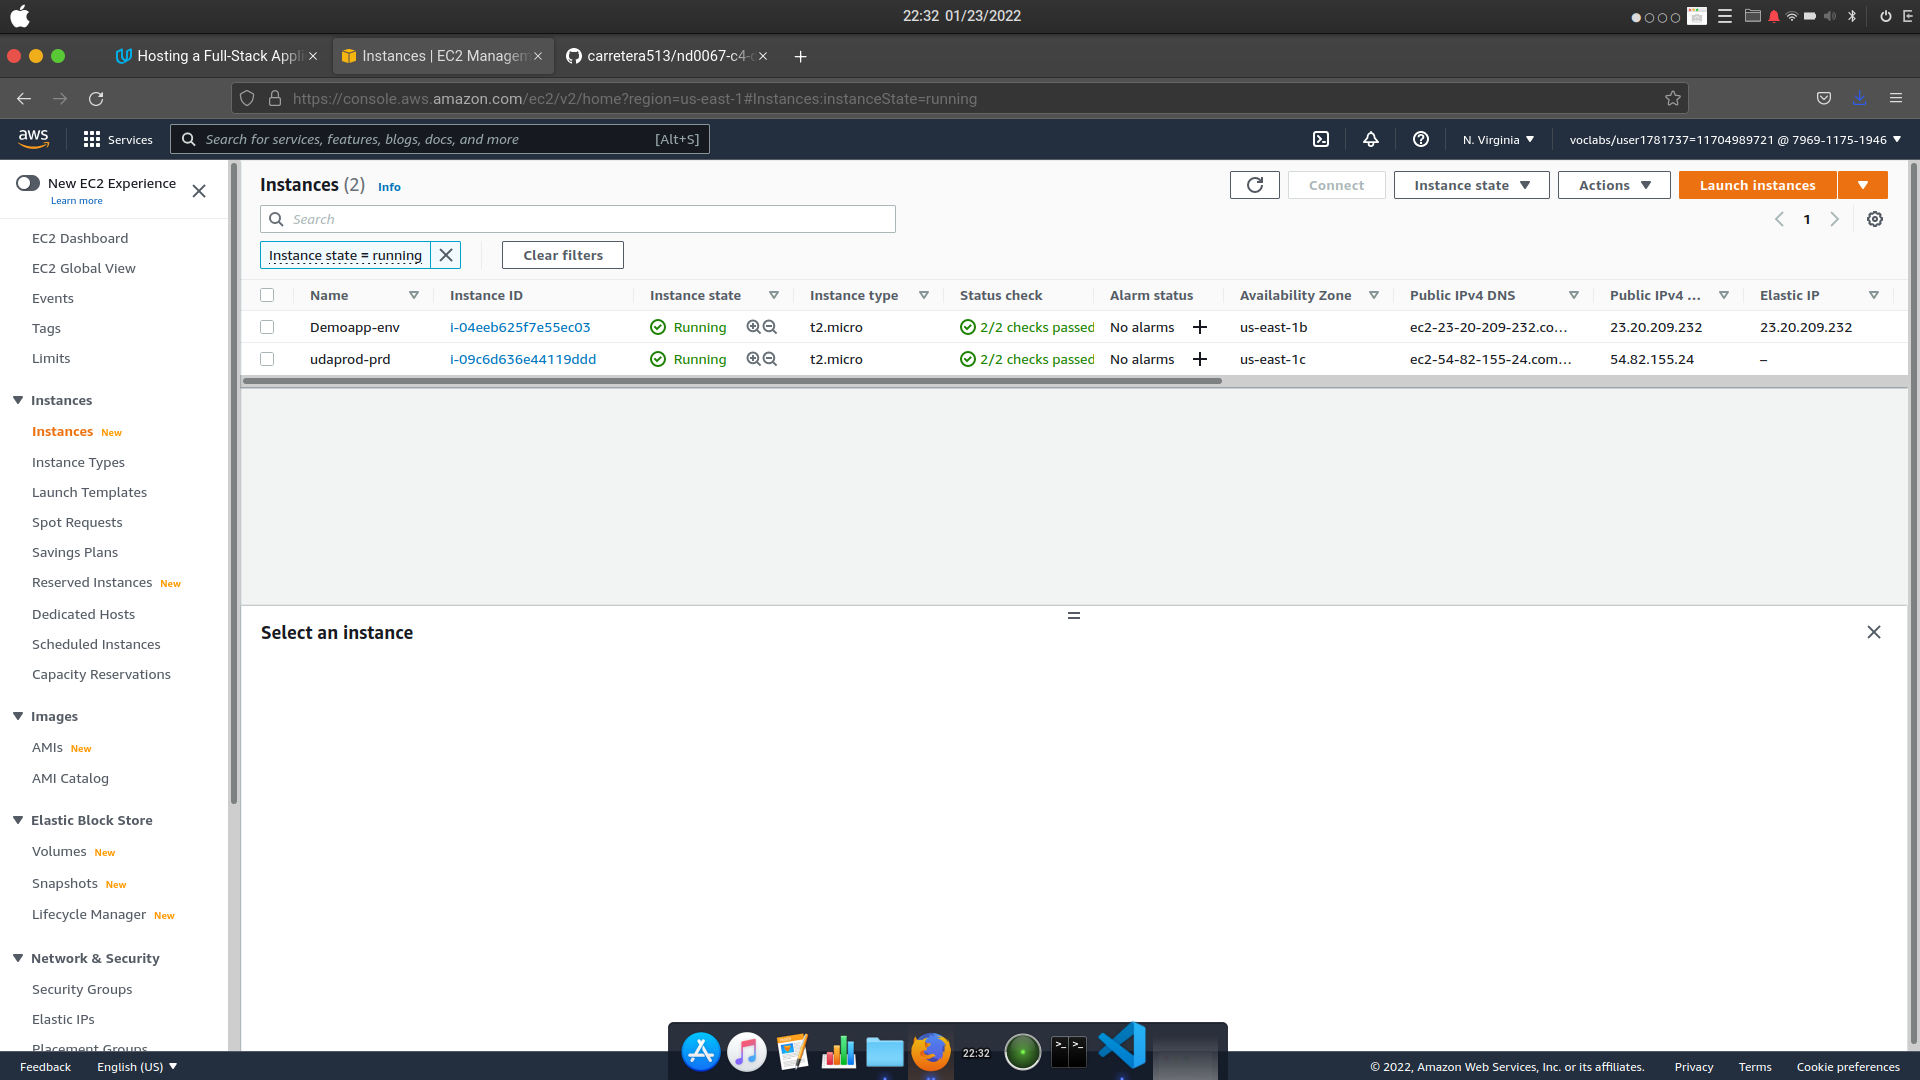 22:32 01/23/2022
Hosting a Full-Stack Appli
Instances | EC2 Managem
carretera513/nd0067-c4-
https://console.aws.amazon.com/ec2/v2/home?region=us-east-1#Instances:instanceState=running
aws
Services
Search for services, features, blogs, docs, and more
[Alt+S]
N. Virginia
voclabs/user1781737=11704989721 @ 7969-1175-1946
New EC2 Experience
Learn more
EC2 Dashboard
EC2 Global View
Events
Tags
Limits
Instances
Instances New
Instance Types
Launch Templates
Spot Requests
Savings Plans
Reserved Instances New
Dedicated Hosts
Scheduled Instances
Capacity Reservations
Images
AMIs New
AMI Catalog
Elastic Block Store
Volumes New
Snapshots New
Lifecycle Manager New
Network & Security
Security Groups
Elastic IPs
Placement Groups
Instances (2) Info
Connect
Instance state
Actions
Launch instances
Search
1
Instance state = running
Clear filters
Name Instance ID Instance state Instance type Status check Alarm status Availability Zone Public IPv4 DNS Public IPv4 ... Elastic IP
Demoapp-env i-04eeb625f7e55ec03 Running t2.micro 2/2 checks passed No alarms us-east-1b ec2-23-20-209-232.co... 23.20.209.232 23.20.209.232
udaprod-prd i-09c6d636e44119ddd Running t2.micro 2/2 checks passed No alarms us-east-1c ec2-54-82-155-24.com... 54.82.155.24 –
Select an instance
22:32
Feedback
English (US)
© 2022, Amazon Web Services, Inc. or its affiliates.
Privacy
Terms
Cookie preferences